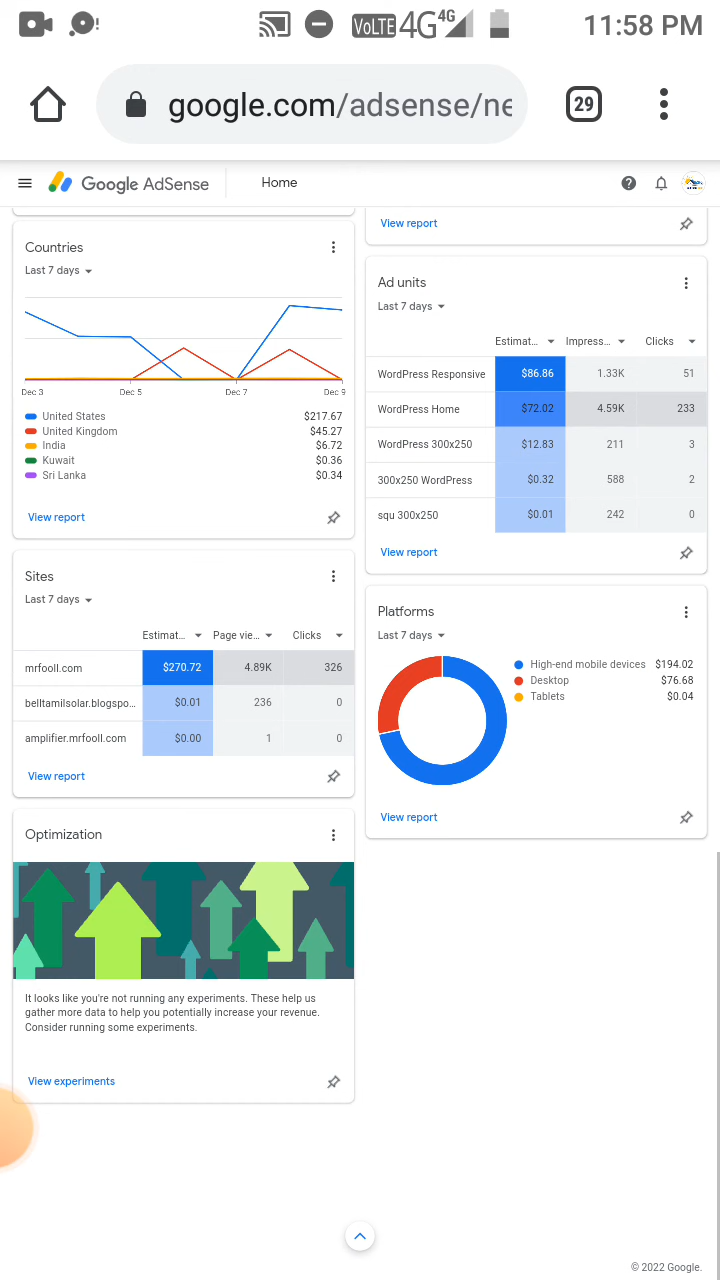 VoLTE 4G 4G 11:58 PM
google.com/adsense/ne
29
Google AdSense
Home
Countries
Last 7 days
Dec 3 Dec 5 Dec 7 Dec 9
United States $217.67
United Kingdom $45.27
India $6.72
Kuwait $0.36
Sri Lanka $0.34
View report
Sites
Last 7 days
Estimat... Page vie... Clicks
mrfooll.com $270.72 4.89K 326
belltamilsolar.blogspo... $0.01 236 0
amplifier.mrfooll.com $0.00 1 0
View report
Optimization
It looks like you're not running any experiments. These help us
gather more data to help you potentially increase your revenue.
Consider running some experiments.
View experiments
View report
Ad units
Last 7 days
Estimat... Impress... Clicks
WordPress Responsive $86.86 1.33K 51
WordPress Home $72.02 4.59K 233
WordPress 300x250 $12.83 211 3
300x250 WordPress $0.32 588 2
squ 300x250 $0.01 242 0
View report
Platforms
Last 7 days
High-end mobile devices $194.02
Desktop $76.68
Tablets $0.04
View report
© 2022 Google.